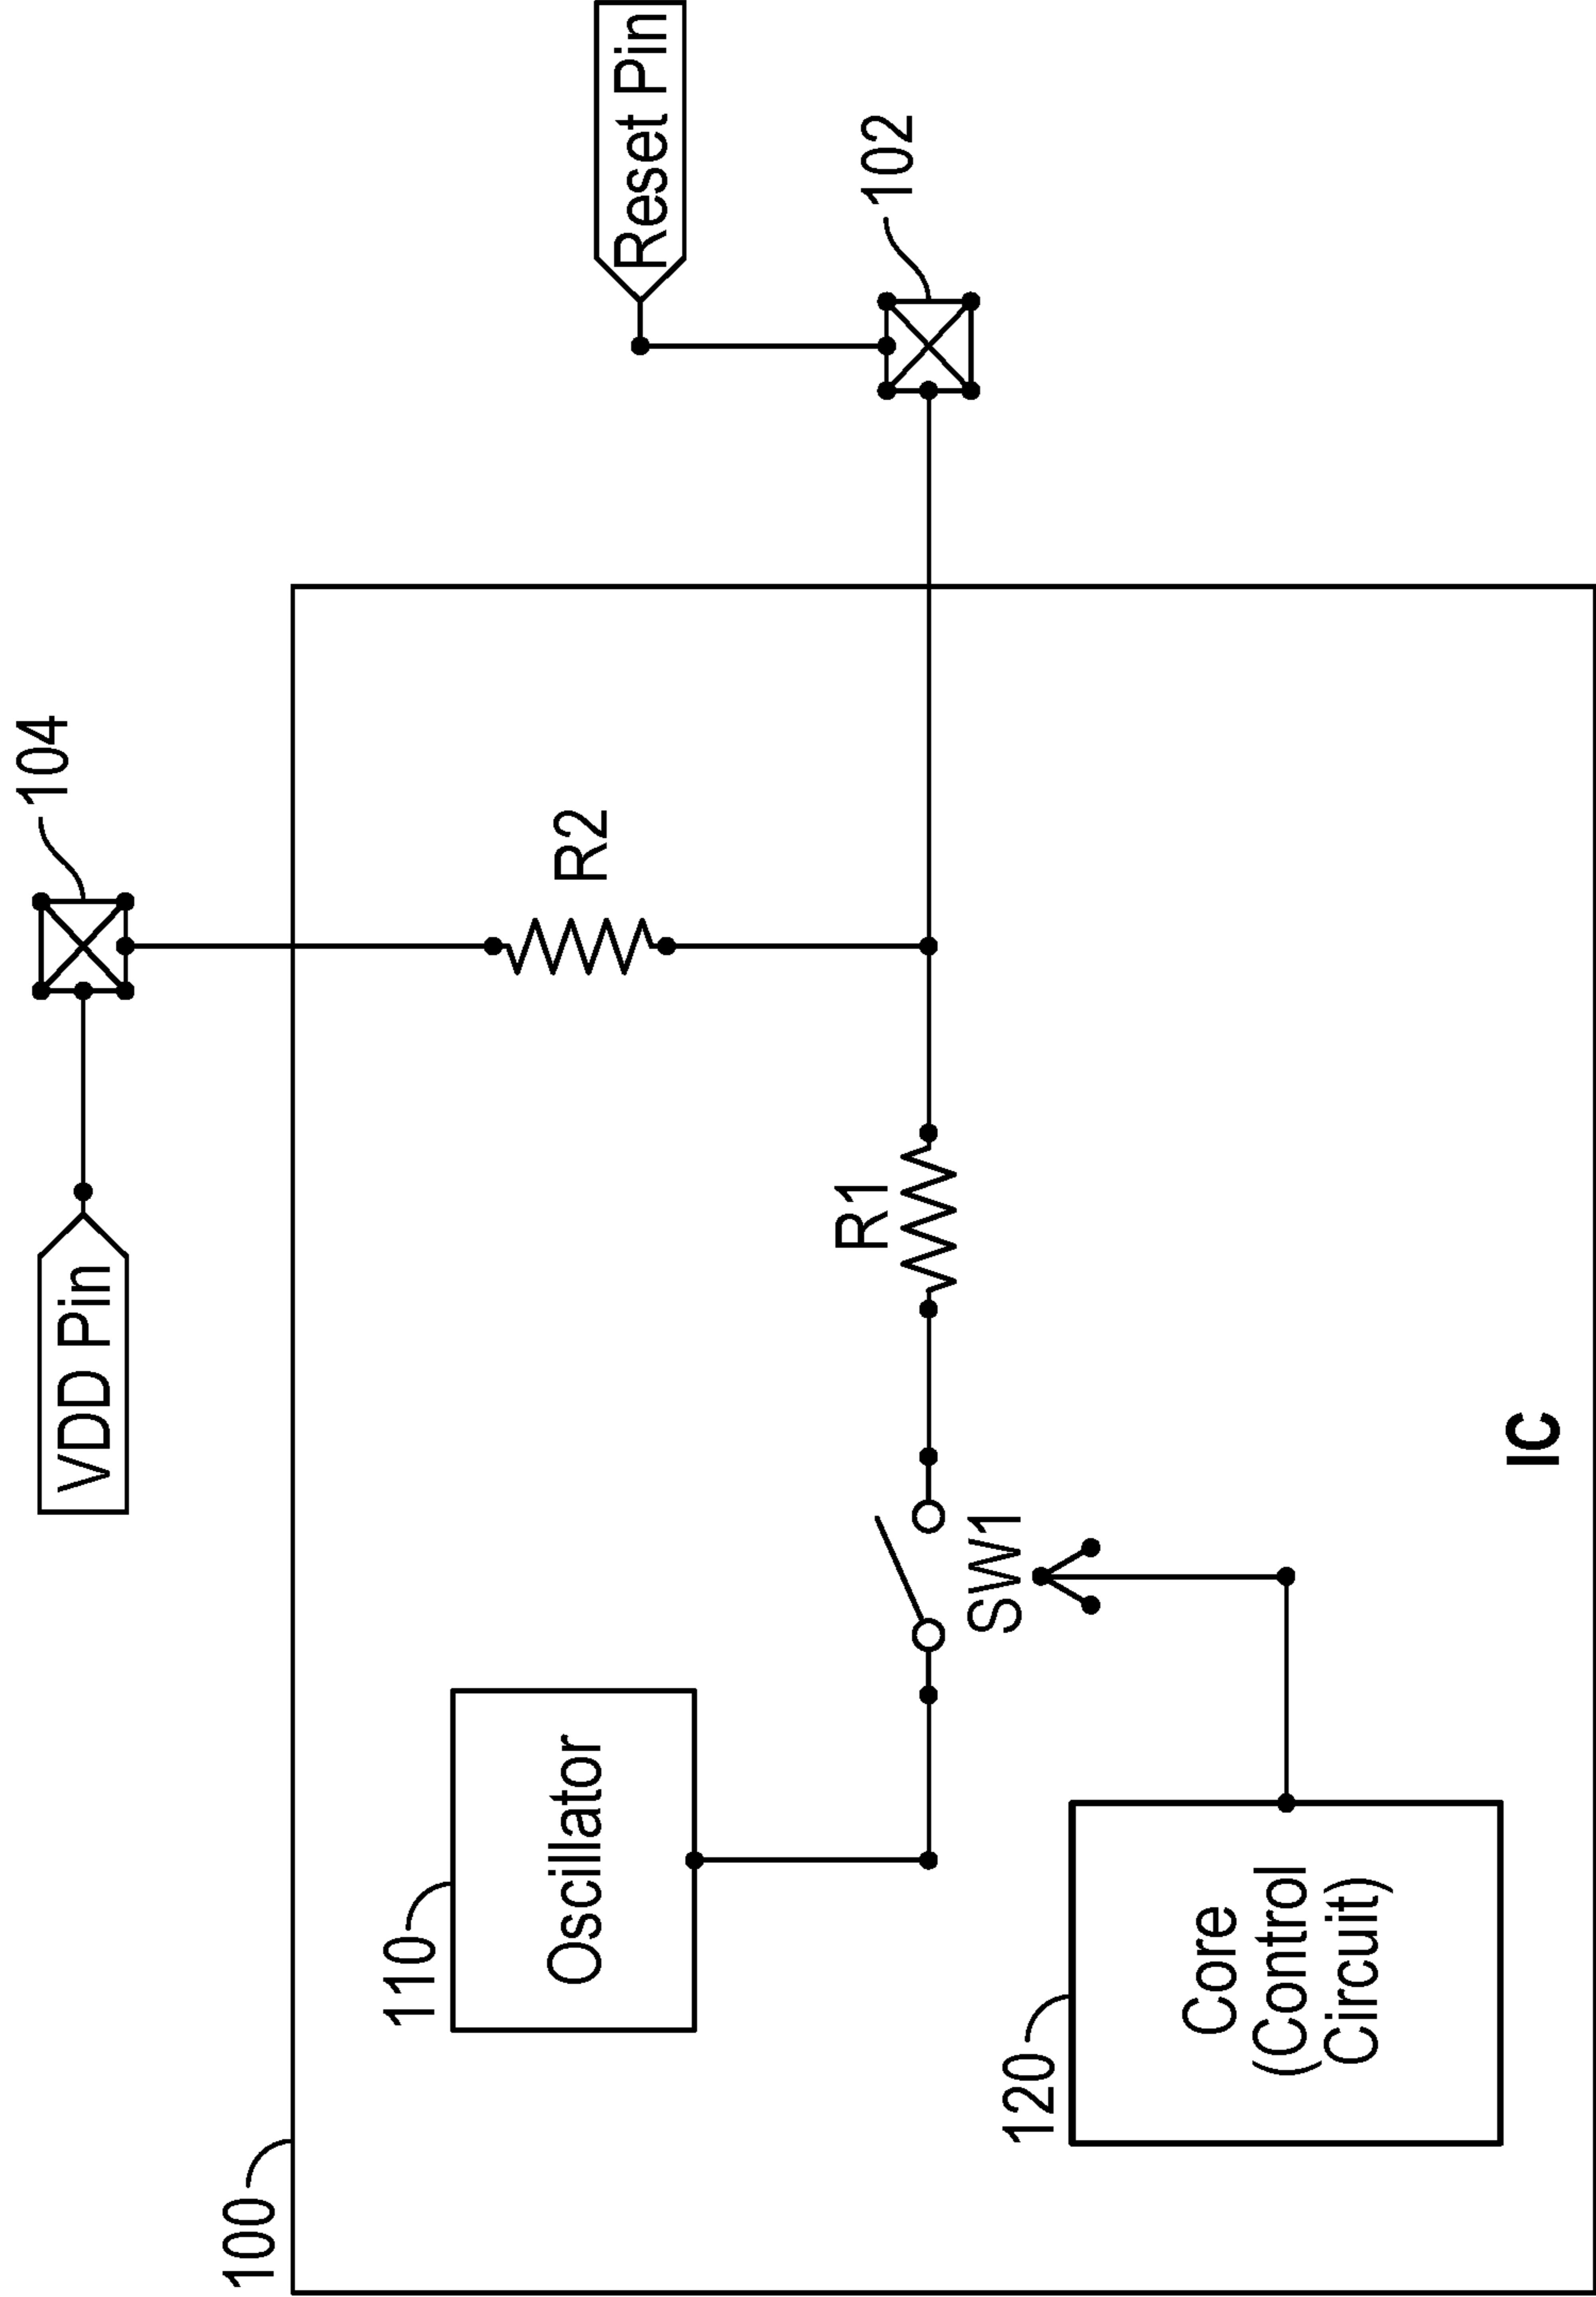 VDD Pin
104
100
110
Oscillator
R2
Reset Pin
R1
102
SW1
120
Core
(Control
Circuit)
IC